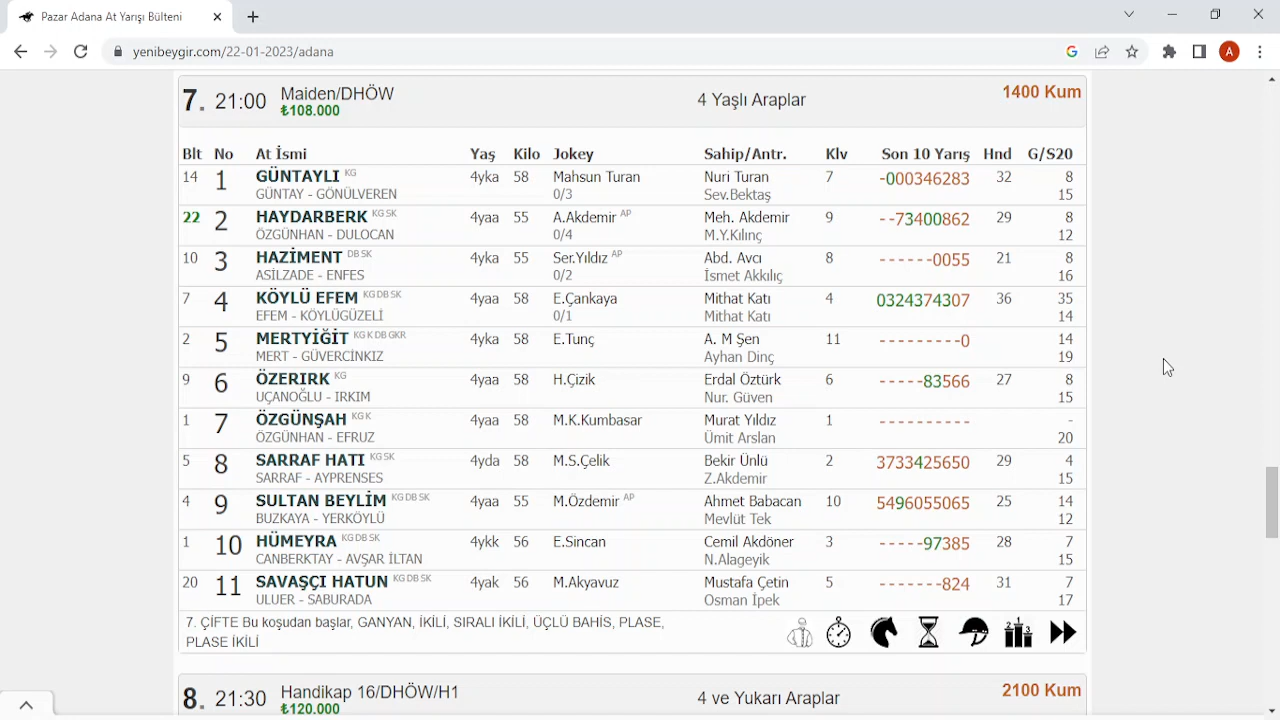 Pazar Adana At Yarışı Bülteni
yenibeygir.com/22-01-2023/adana
A
7. 21:00 Maiden/DHÖW 4 Yaşlı Araplar 1400 Kum
₺108.000
Blt No At İsmi Yaş Kilo Jokey Sahip/Antr. Klv Son 10 Yarış Hnd G/S20
14 1 GÜNTAYLI KG 4yka 58 Mahsun Turan Nuri Turan 7 -000346283 32 8
GÜNTAY - GÖNÜLVEREN 0/3 Sev.Bektaş 15
22 2 HAYDARBERK KG SK 4yaa 55 A.Akdemir AP Meh. Akdemir 9 --73400862 29 8
ÖZGÜNHAN - DULOCAN 0/4 M.Y.Kılınç 12
10 3 HAZİMENT DB SK 4yka 55 Ser.Yıldız AP Abd. Avcı 8 ------0055 21 8
ASİLZADE - ENFES 0/2 İsmet Akkılıç 16
7 4 KÖYLÜ EFEM KG DB SK 4yaa 58 E.Çankaya Mithat Katı 4 0324374307 36 35
EFEM - KÖYLÜGÜZELİ 0/1 Mithat Katı 14
2 5 MERTYİĞİT KG K DB GKR 4yka 58 E.Tunç A. M Şen 11 ---------0 14
MERT - GÜVERCİNKIZ Ayhan Dinç 19
9 6 ÖZERIRK KG 4yaa 58 H.Çizik Erdal Öztürk 6 -----83566 27 8
UÇANOĞLU - IRKIM Nur. Güven 15
1 7 ÖZGÜNŞAH KG K 4yaa 58 M.K.Kumbasar Murat Yıldız 1 ---------- -
ÖZGÜNHAN - EFRUZ Ümit Arslan 20
5 8 SARRAF HATI KG SK 4yda 58 M.S.Çelik Bekir Ünlü 2 3733425650 29 4
SARRAF - AYPRENSES Z.Akdemir 15
4 9 SULTAN BEYLİM KG DB SK 4yaa 55 M.Özdemir AP Ahmet Babacan 10 5496055065 25 14
BUZKAYA - YERKÖYLÜ Mevlüt Tek 12
1 10 HÜMEYRA KG DB SK 4ykk 56 E.Sincan Cemil Akdöner 3 -----97385 28 7
CANBERKTAY - AVŞAR İLTAN N.Alageyik 15
20 11 SAVAŞÇI HATUN KG DB SK 4yak 56 M.Akyavuz Mustafa Çetin 5 -------824 31 7
ULUER - SABURADA Osman İpek 17
7. ÇİFTE Bu koşudan başlar, GANYAN, İKİLİ, SIRALI İKİLİ, ÜÇLÜ BAHİS, PLASE,
PLASE İKİLİ
8. 21:30 Handikap 16/DHÖW/H1 4 ve Yukarı Araplar 2100 Kum
₺120.000